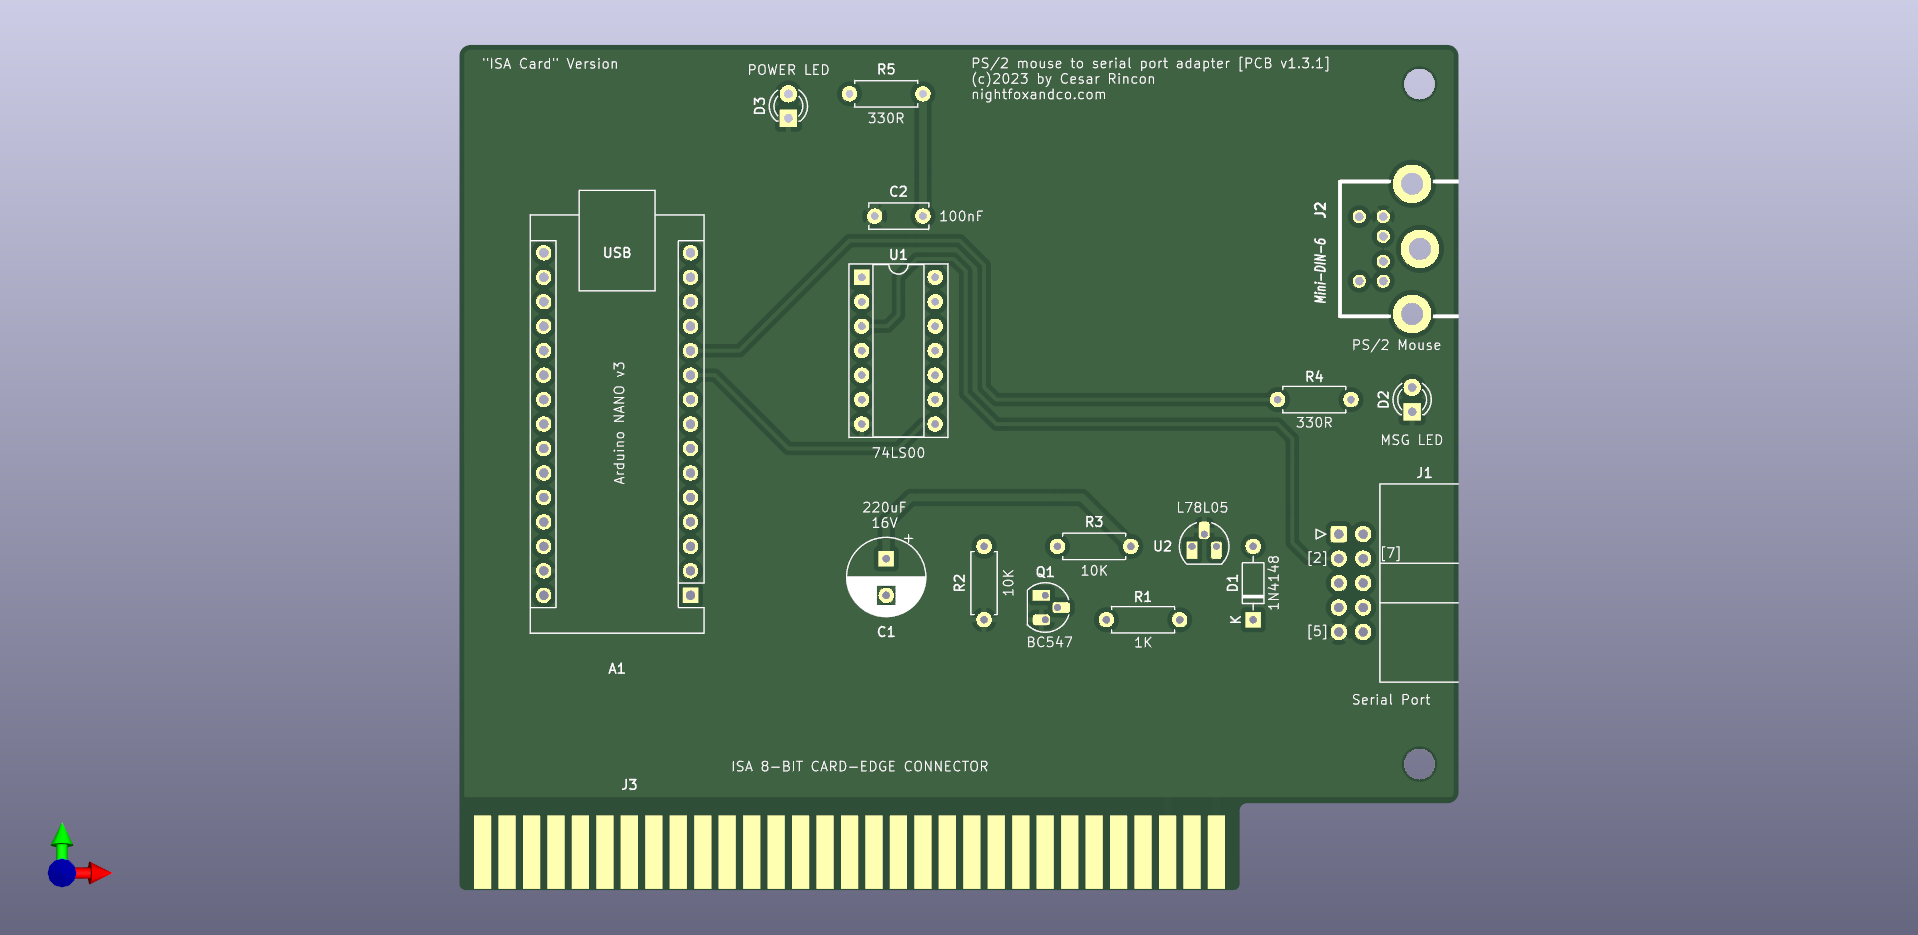 "ISA Card" Version
POWER LED
R5
PS/2 mouse to serial port adapter [PCB v1.3.1]
(c)2023 by Cesar Rincon
nightfoxandco.com
D3
330R
C2
100nF
J2
Mini-DIN-6
USB
U1
PS/2 Mouse
Arduino NANO v3
R4
D2
330R
MSG LED
74LS00
J1
220uF
16V
+
L78L05
R3
U2
[2]
[7]
10K
Q1
R2
10K
D1
1N4148
R1
K
C1
BC547
1K
[5]
A1
Serial Port
ISA 8-BIT CARD-EDGE CONNECTOR
J3